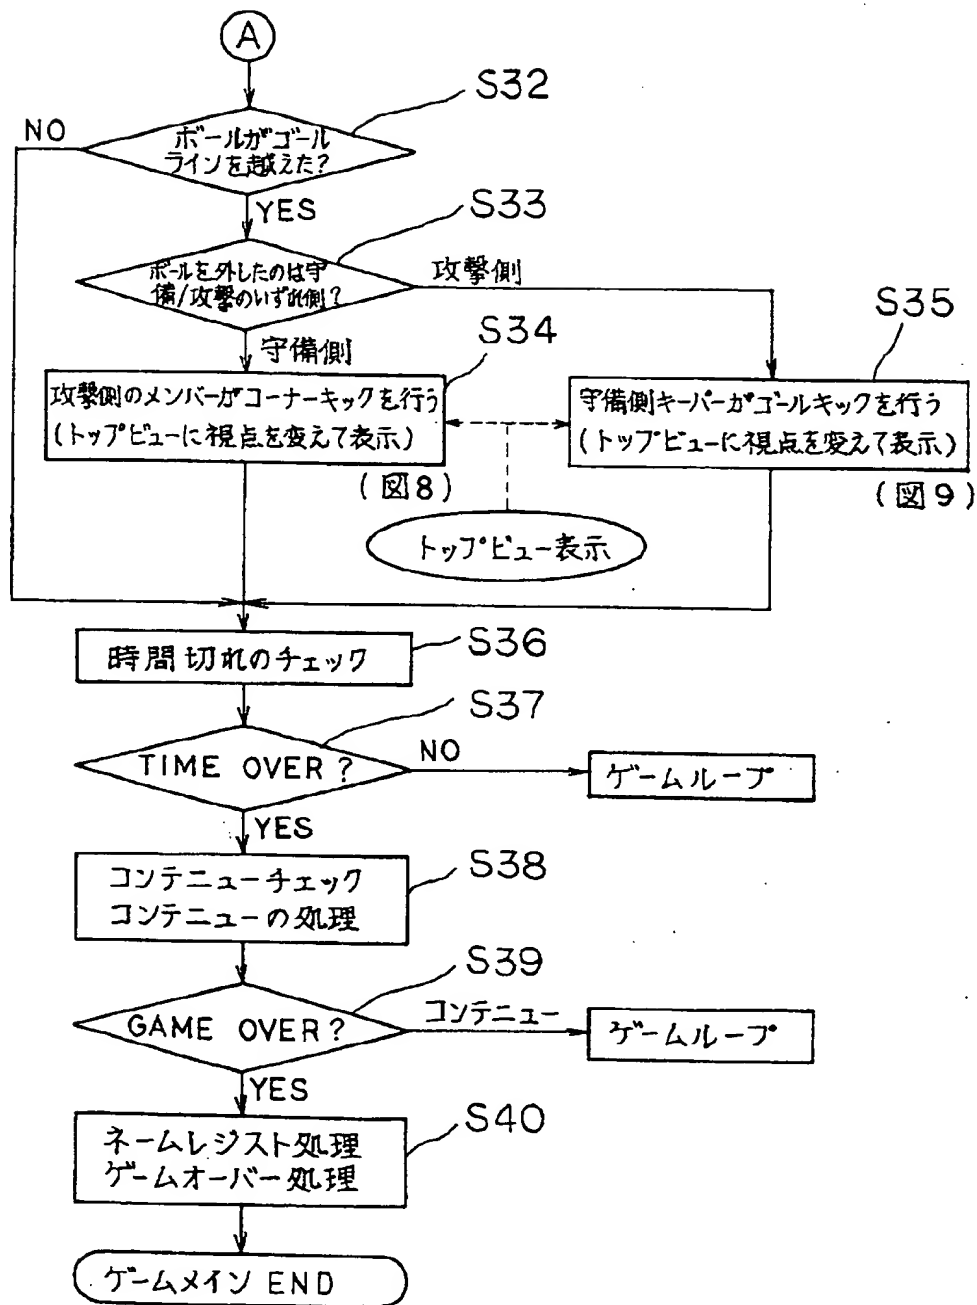 A
S32
NO
ボールがゴール
ラインを越えた?
YES
S33
ボールを外したのは守
備/攻撃のいずれ側?
攻撃側
S35
守備側
S34
攻撃側のメンバーがコーナーキックを行う
(トップビューに視点を変えて表示)
(図8)
守備側キーパーがゴールキックを行う
(トップビューに視点を変えて表示)
(図9)
トップビュー表示
時間切れのチェック
S36
S37
TIME OVER?
NO
ゲームループ
YES
S38
コンテニューチェック
コンテニューの処理
S39
GAME OVER?
コンテニュー
ゲームループ
YES
S40
ネームレジスト処理
ゲームオーバー処理
ゲームメイン END